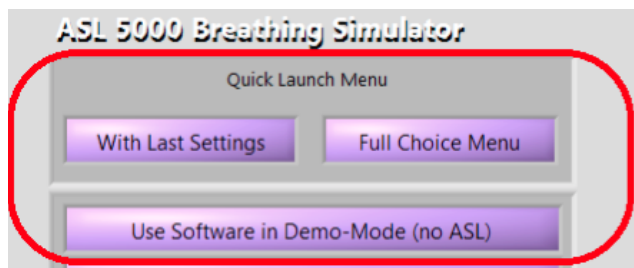 ASL 5000 Breathing Simulator
Quick Launch Menu
With Last Settings Full Choice Menu
Use Software in Demo-Mode (no ASL)